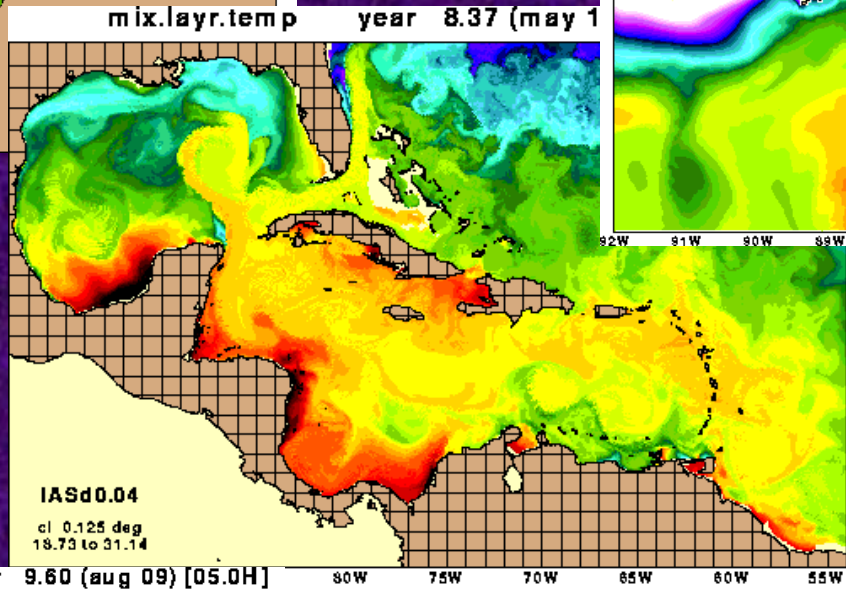 mix.layr.temp year 8.37 (may 1
92W 91W 90W 89W
IASd0.04
ci 0.125 deg
18.73 to 31.14
9.60 (aug 09) [05.0H]
80W 75W 70W 65W 60W 55W